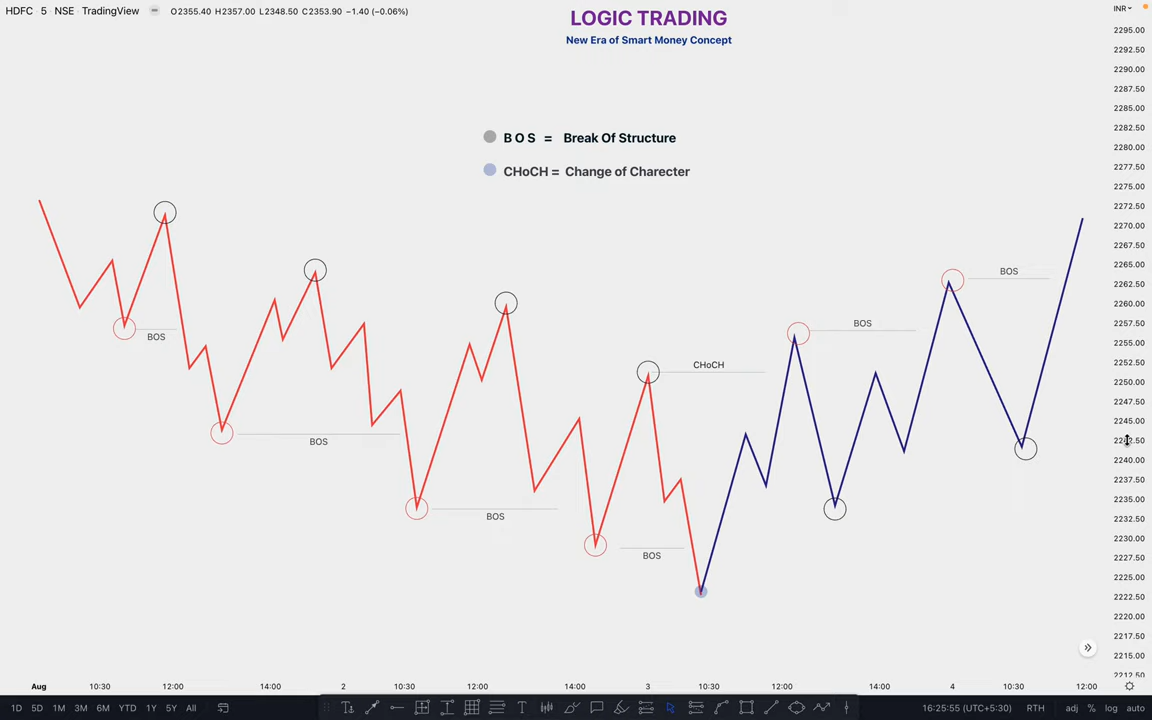 HDFC 5 NSE TradingView
O2355.40 H2357.00 L2348.50 C2353.90 −1.40 (−0.06%)
INR
LOGIC TRADING
New Era of Smart Money Concept
B O S = Break Of Structure
CHoCH = Change of Charecter
BOS
BOS
BOS
BOS
CHoCH
BOS
BOS
2295.00
2292.50
2290.00
2287.50
2285.00
2282.50
2280.00
2277.50
2275.00
2272.50
2270.00
2267.50
2265.00
2262.50
2260.00
2257.50
2255.00
2252.50
2250.00
2247.50
2245.00
2242.50
2240.00
2237.50
2235.00
2232.50
2230.00
2227.50
2225.00
2222.50
2220.00
2217.50
2215.00
2212.50
Aug 10:30 12:00 14:00 2 10:30 12:00 14:00 3 10:30 12:00 14:00 4 10:30 12:00
1D 5D 1M 3M 6M YTD 1Y 5Y All
16:25:55 (UTC+5:30) RTH adj % log auto